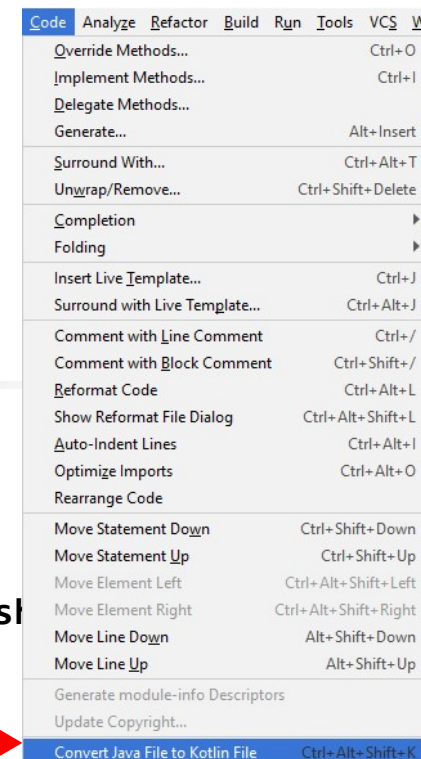 Code Analyze Refactor Build Run Tools VCS W
Override Methods... Ctrl+O
Implement Methods... Ctrl+I
Delegate Methods...
Generate... Alt+Insert
Surround With... Ctrl+Alt+T
Unwrap/Remove... Ctrl+Shift+Delete
Completion
Folding
Insert Live Template... Ctrl+J
Surround with Live Template... Ctrl+Alt+J
Comment with Line Comment Ctrl+/
Comment with Block Comment Ctrl+Shift+/
Reformat Code Ctrl+Alt+L
Show Reformat File Dialog Ctrl+Alt+Shift+L
Auto-Indent Lines Ctrl+Alt+I
Optimize Imports Ctrl+Alt+O
Rearrange Code
Move Statement Down Ctrl+Shift+Down
Move Statement Up Ctrl+Shift+Up
Move Element Left Ctrl+Alt+Shift+Left
Move Element Right Ctrl+Alt+Shift+Right
Move Line Down Alt+Shift+Down
Move Line Up Alt+Shift+Up
Generate module-info Descriptors
Update Copyright...
Convert Java File to Kotlin File Ctrl+Alt+Shift+K